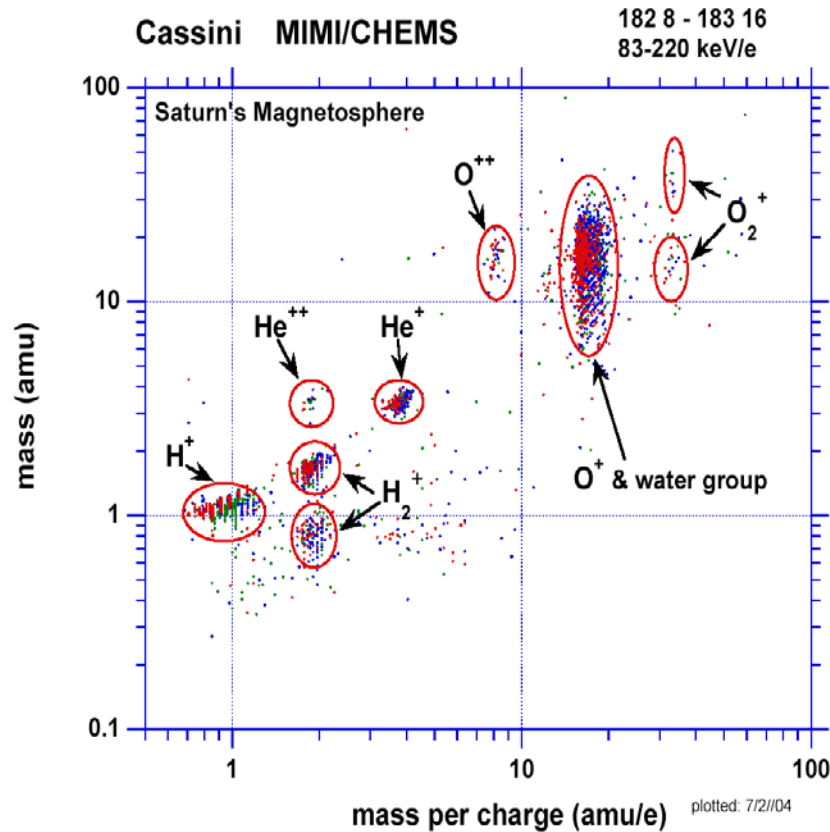 Cassini MIMI/CHEMS
182 8 - 183 16
83-220 keV/e
100
Saturn's Magnetosphere
O++
O2+
10
He++
He+
H+
H2+
O+ & water group
1
0.1
mass (amu)
1 10 100
mass per charge (amu/e)
plotted: 7/2//04